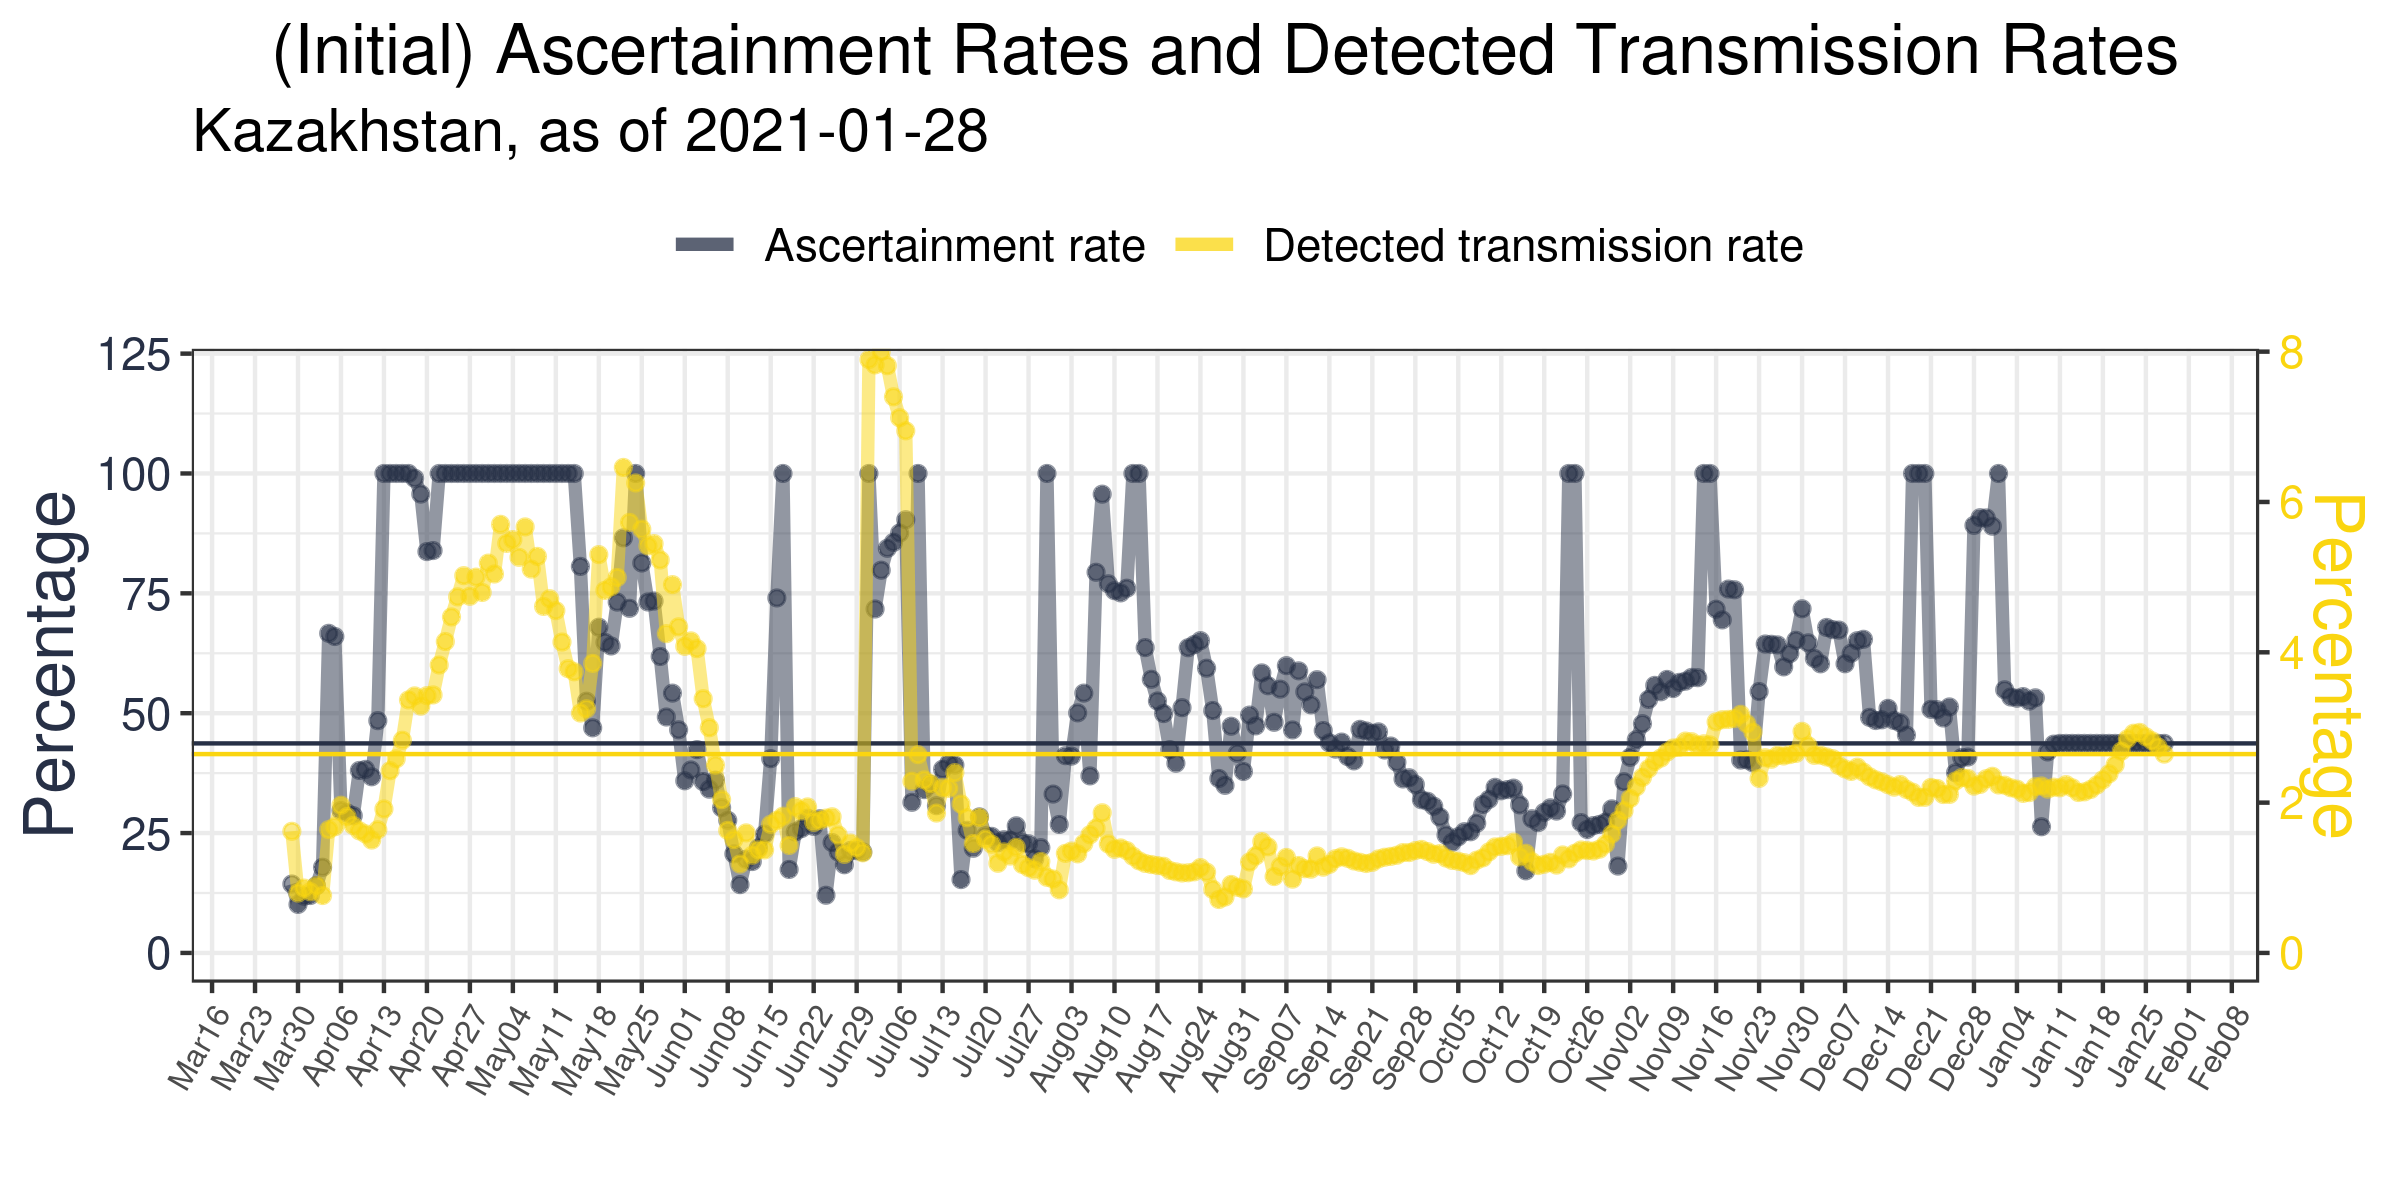 (Initial) Ascertainment Rates and Detected Transmission Rates
Kazakhstan, as of 2021-01-28
Ascertainment rate
Detected transmission rate
125
100
75
50
25
0
Percentage
8
6
4
2
0
Percentage
Mar16
Mar23
Mar30
Apr06
Apr13
Apr20
Apr27
May04
May11
May18
May25
Jun01
Jun08
Jun15
Jun22
Jun29
Jul06
Jul13
Jul20
Jul27
Aug03
Aug10
Aug17
Aug24
Aug31
Sep07
Sep14
Sep21
Sep28
Oct05
Oct12
Oct19
Oct26
Nov02
Nov09
Nov16
Nov23
Nov30
Dec07
Dec14
Dec21
Dec28
Jan04
Jan11
Jan18
Jan25
Feb01
Feb08